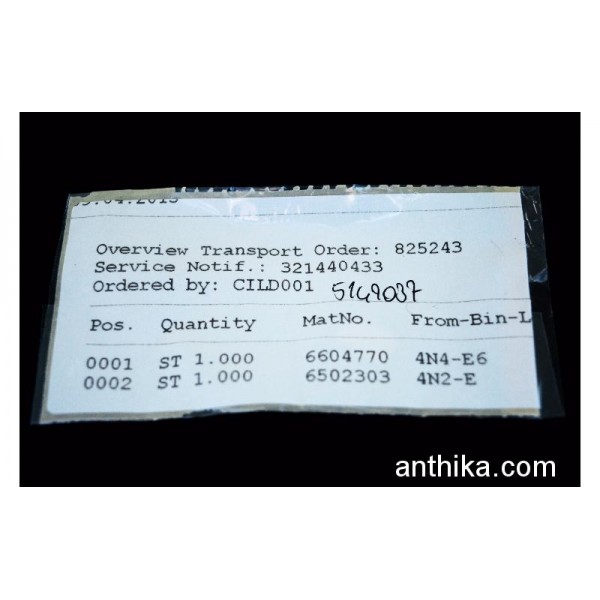 Overview Transport Order: 825243
Service Notif.: 321440433
Ordered by: CILD001 5149037
Pos. Quantity MatNo. From-Bin-L
0001 ST 1.000 6604770 4N4-E6
0002 ST 1.000 6502303 4N2-E
anthika.com